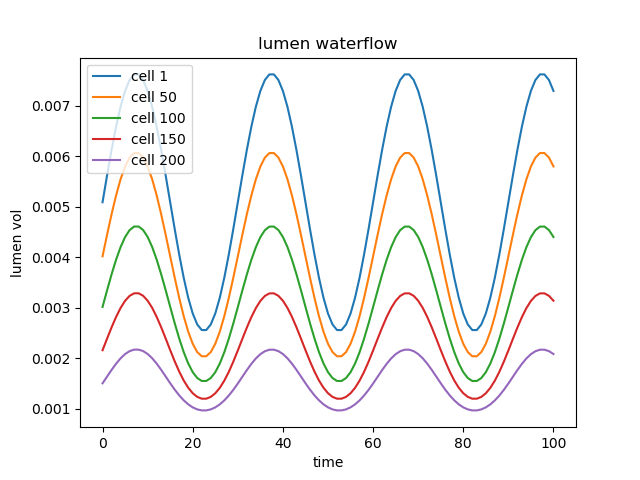 lumen waterflow
cell 1
cell 50
cell 100
cell 150
cell 200
lumen vol
0.007
0.006
0.005
0.004
0.003
0.002
0.001
0 20 40 60 80 100
time